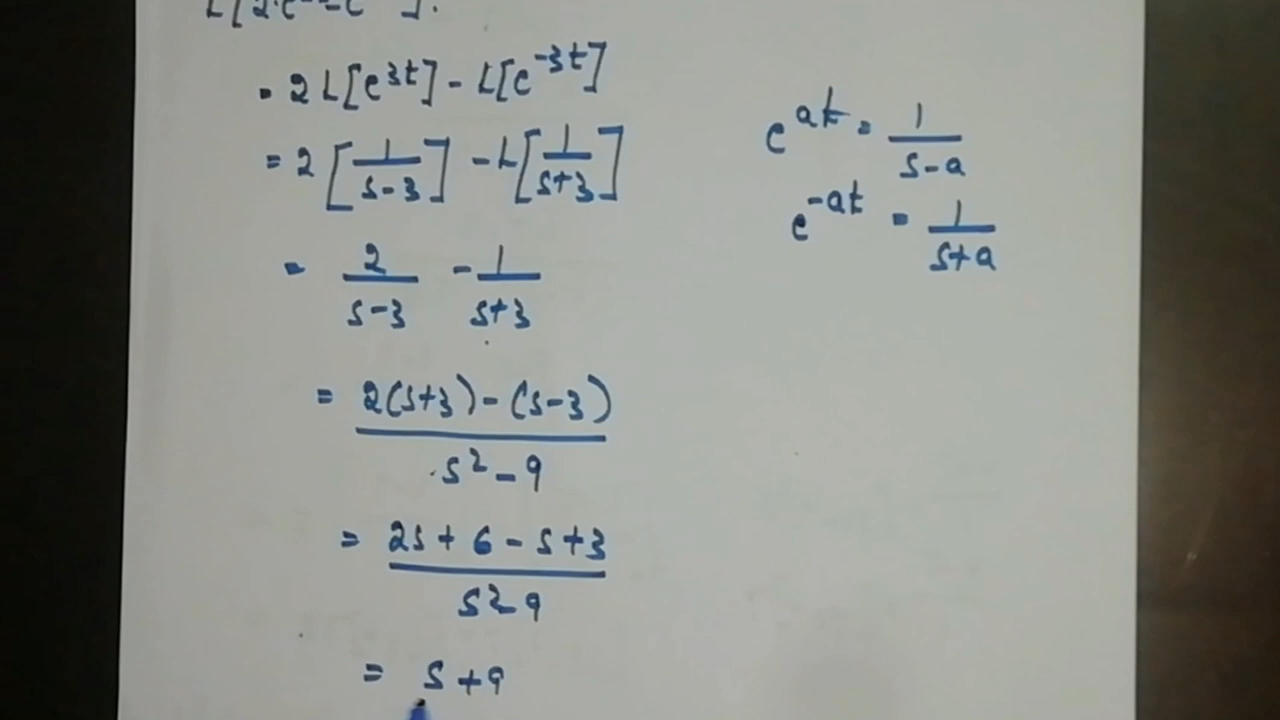 = 2 L[e^{3t}] - L[e^{-3t}]
= 2 [1/(s-3)] - L[1/(s+3)]
= 2/(s-3) - 1/(s+3)
= (2(s+3) - (s-3))/(s^2 - 9)
= (2s + 6 - s + 3)/(s^2 - 9)
= s + 9
e^{at} = 1/(s-a)
e^{-at} = 1/(s+a)